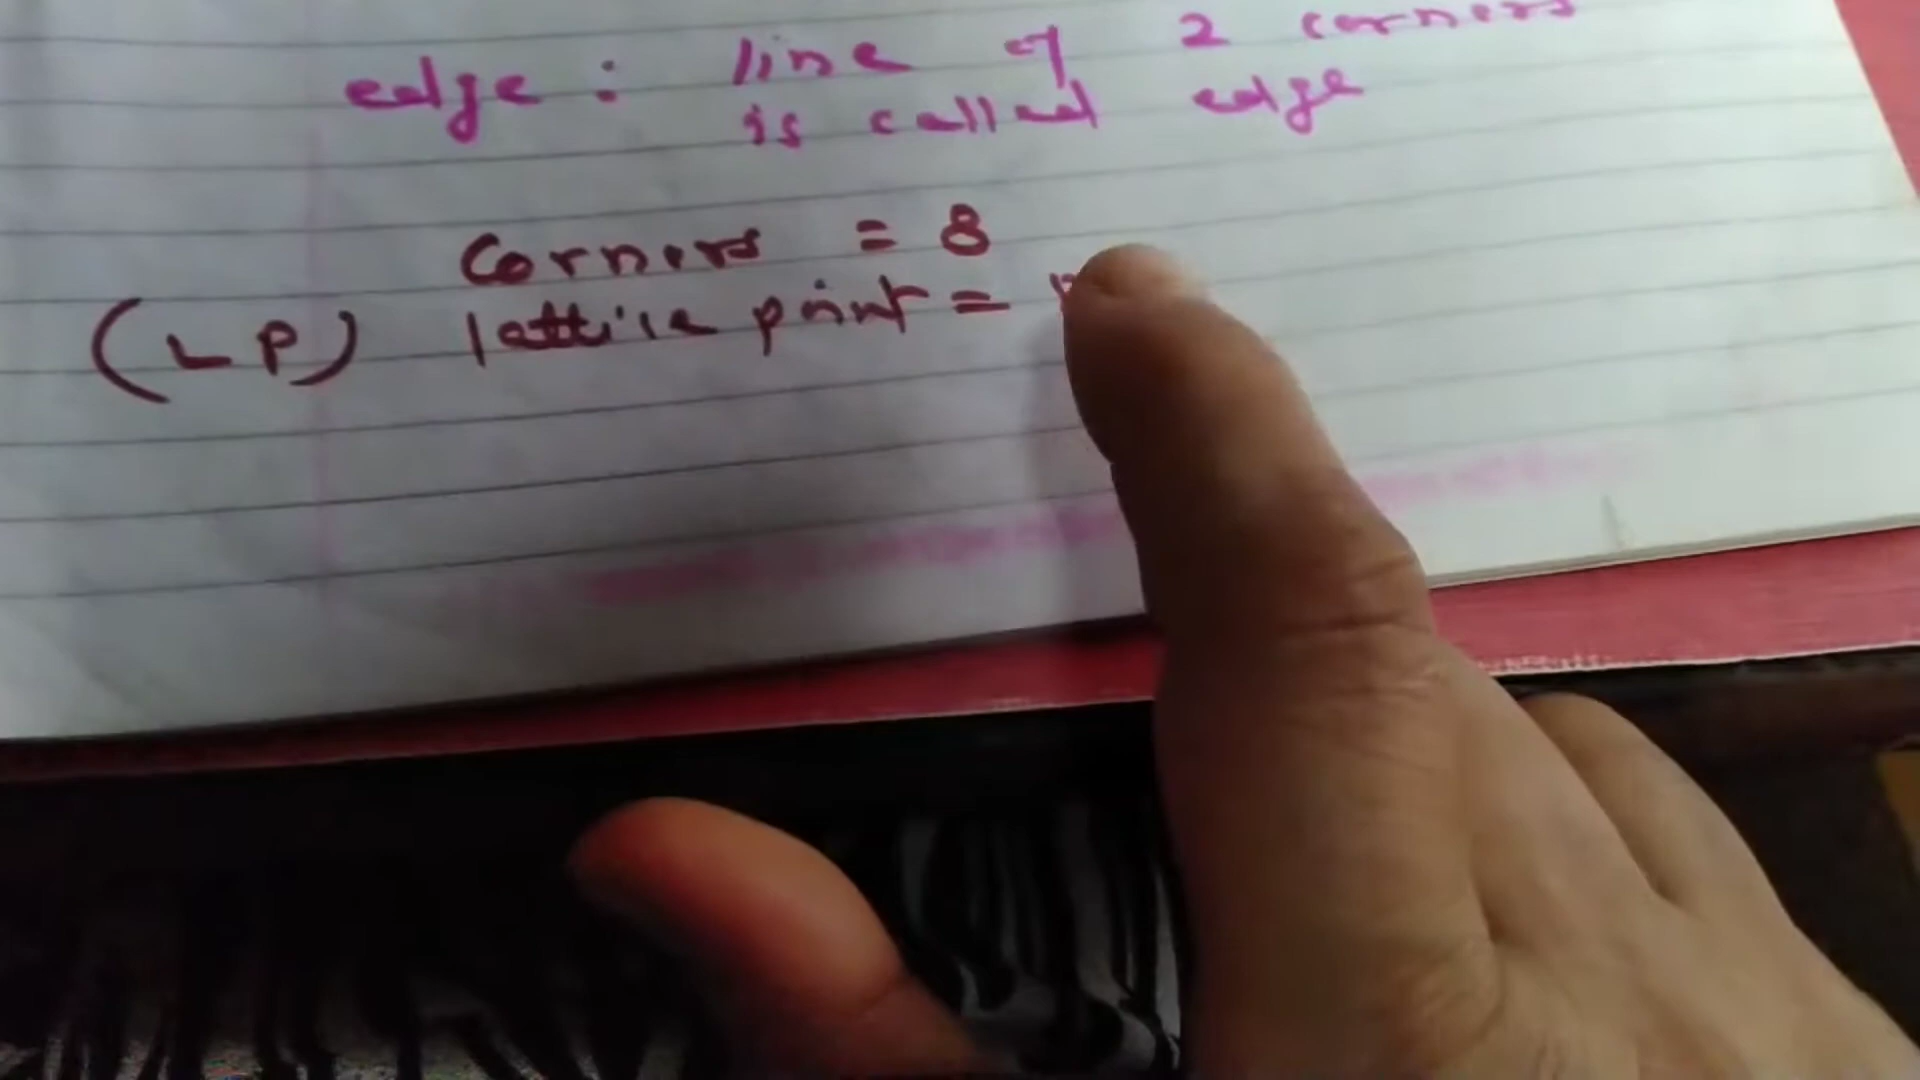 edge : line of 2 corners
is called edge
Corners = 8
(LP) lattice point =